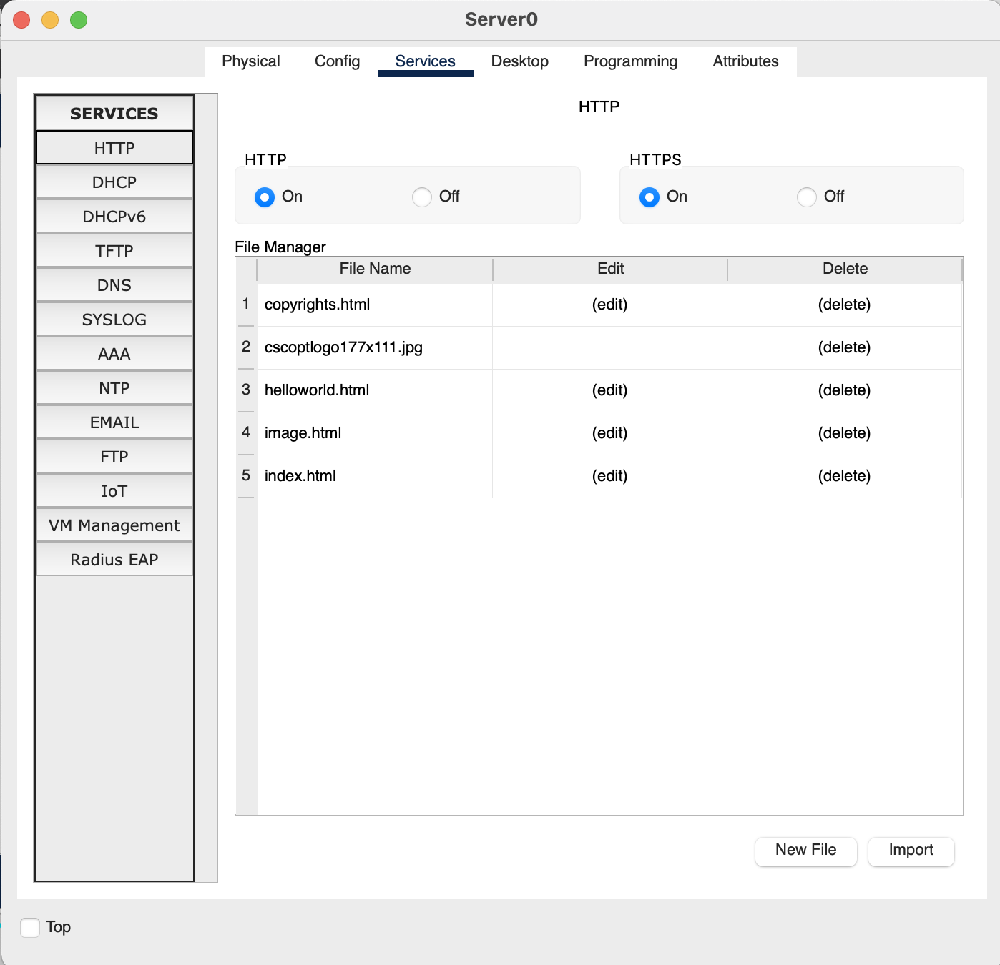 Server0
Physical Config Services Desktop Programming Attributes
SERVICES
HTTP
DHCP
DHCPv6
TFTP
DNS
SYSLOG
AAA
NTP
EMAIL
FTP
IoT
VM Management
Radius EAP
HTTP
HTTP
On Off
HTTPS
On Off
File Manager
File Name Edit Delete
1 copyrights.html (edit) (delete)
2 cscoptlogo177x111.jpg (delete)
3 helloworld.html (edit) (delete)
4 image.html (edit) (delete)
5 index.html (edit) (delete)
New File Import
Top